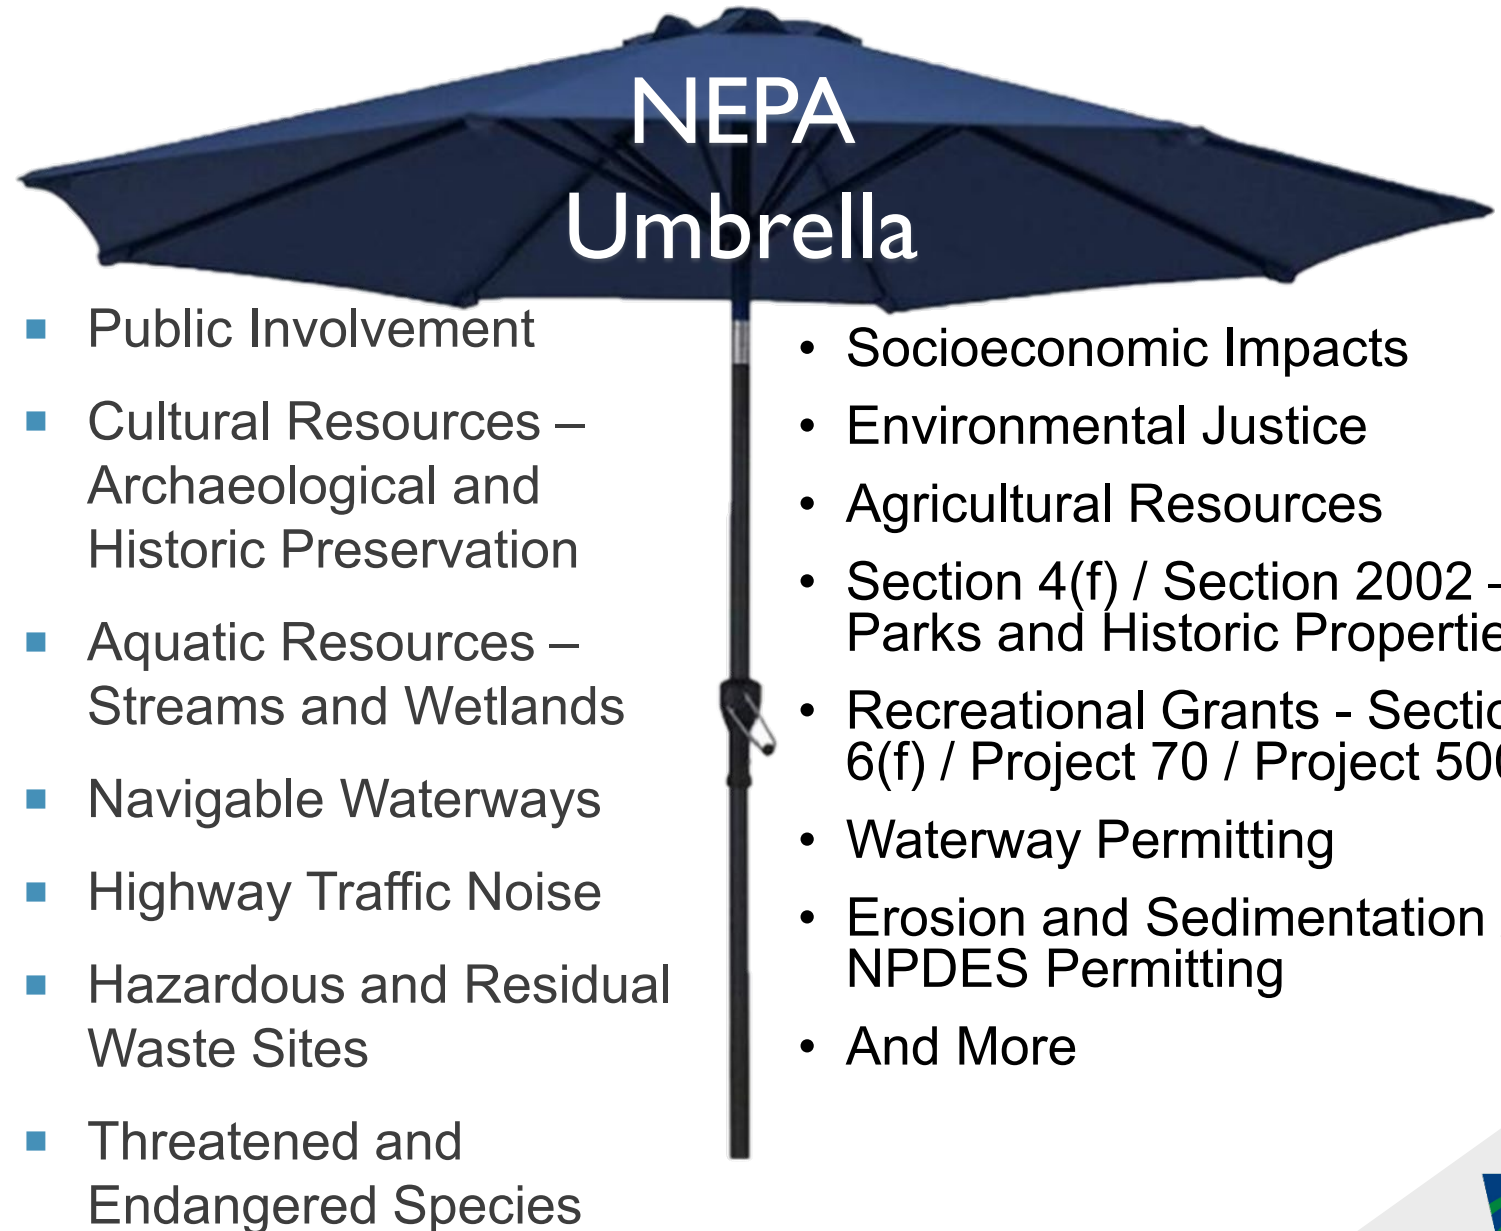 NEPA
Umbrella
▪ Public Involvement
▪ Cultural Resources –
Archaeological and
Historic Preservation
▪ Aquatic Resources –
Streams and Wetlands
▪ Navigable Waterways
▪ Highway Traffic Noise
▪ Hazardous and Residual
Waste Sites
▪ Threatened and
Endangered Species
• Socioeconomic Impacts
• Environmental Justice
• Agricultural Resources
• Section 4(f) / Section 2002 –
Parks and Historic
• Recreational Grants -
6(f) / Project 70 / Project
• Waterway Permitting
• Erosion and Sedimentation
NPDES Permitting
• And More